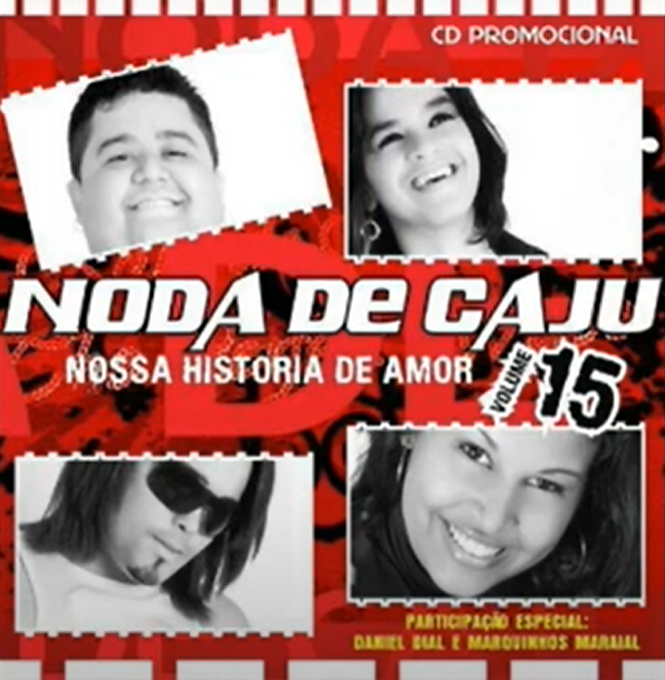 CD PROMOCIONAL
NODA DE CAJU
NOSSA HISTORIA DE AMOR
VOLUME 15
PARTICIPAÇÃO ESPECIAL:
DANIEL DIAL E MARQUINHOS MARAIAL